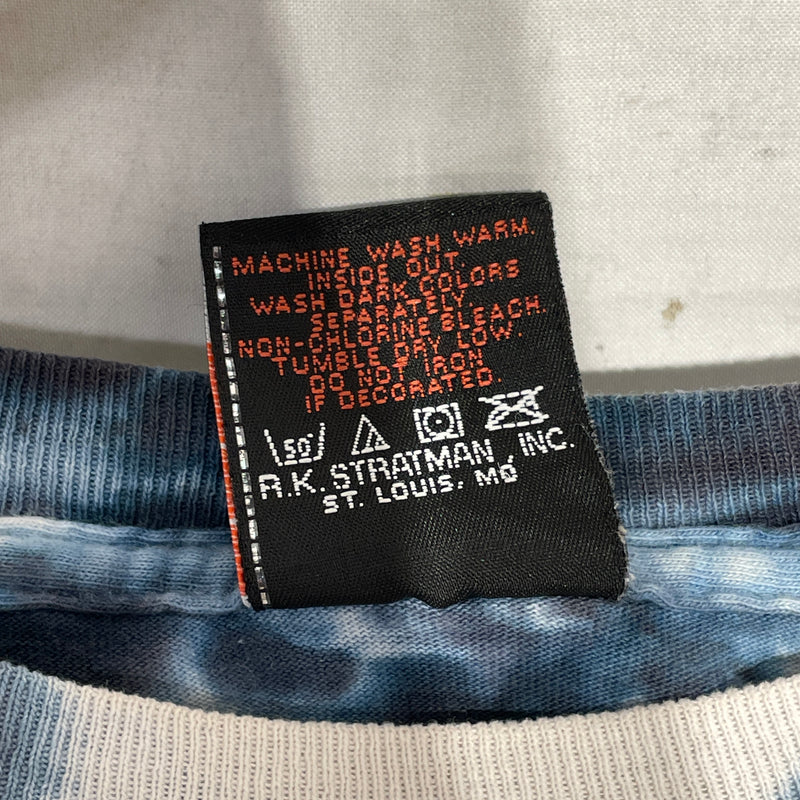 MACHINE WASH WARM.
INSIDE OUT
WASH DARK COLORS
SEPARATELY.
NON-CHLORINE BLEACH.
TUMBLE DRY LOW.
DO NOT IRON
IF DECORATED.
50°
R.K. STRATMAN, INC.
ST. LOUIS, MO